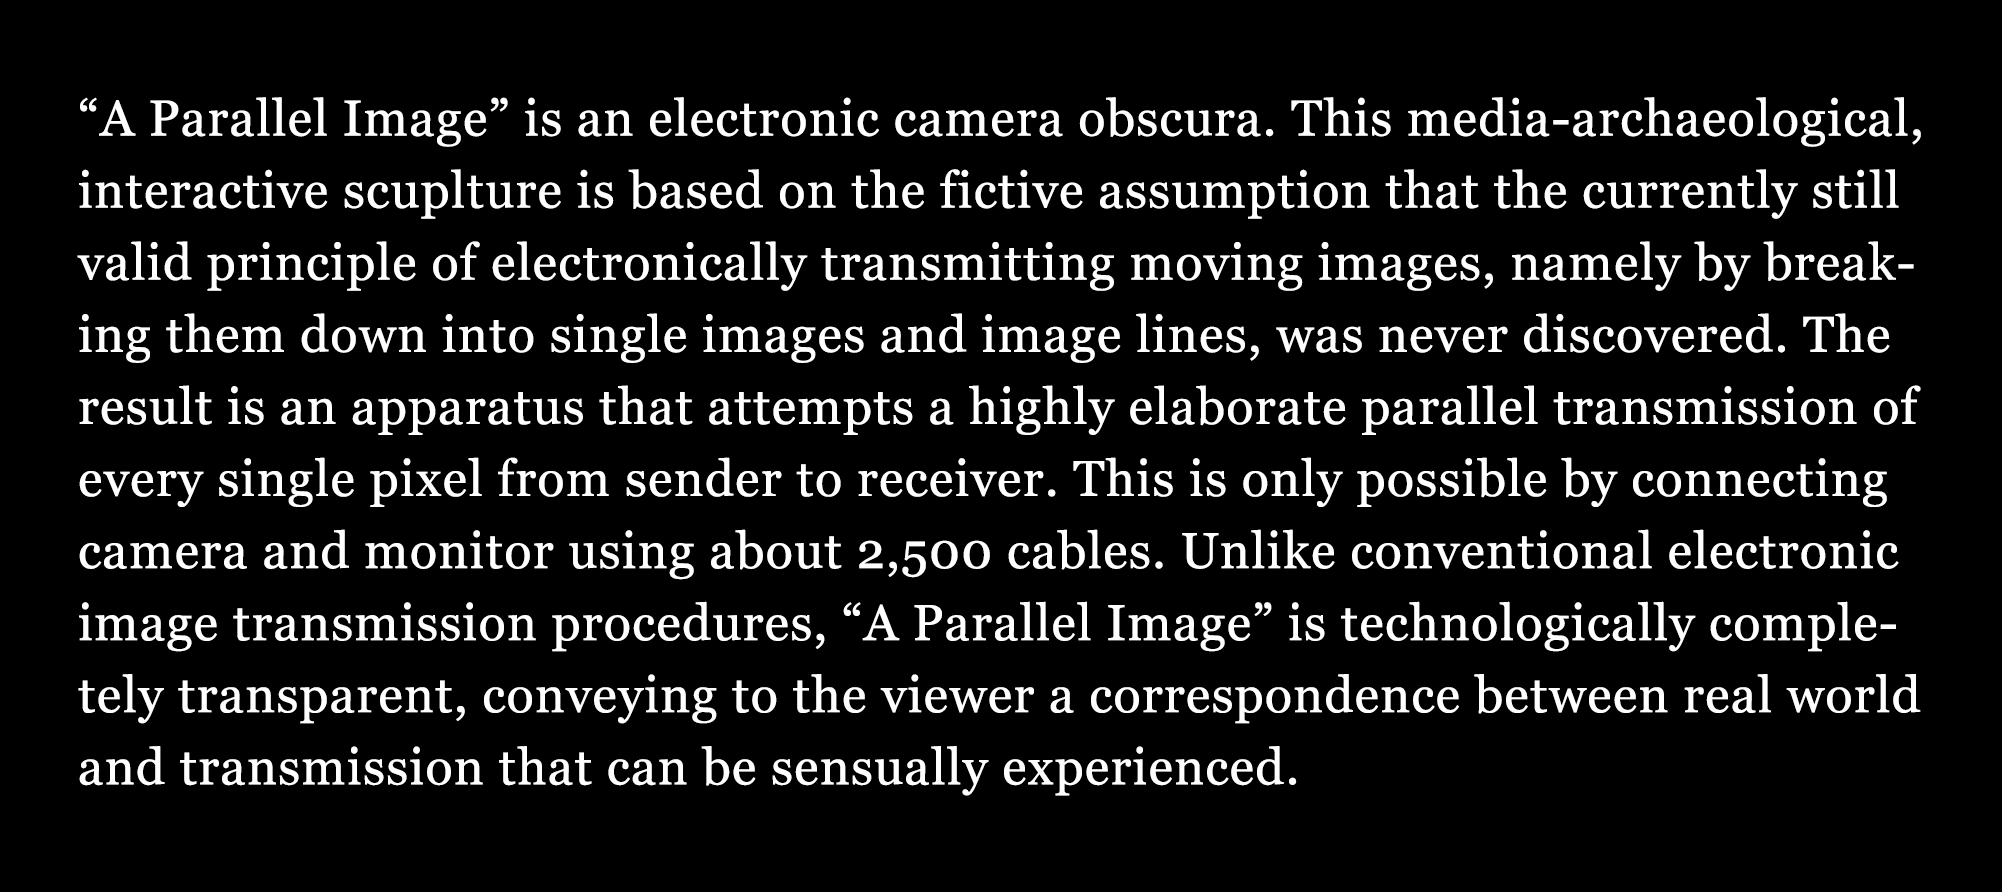 “A Parallel Image” is an electronic camera obscura. This media-archaeological,
interactive scuplture is based on the fictive assumption that the currently still
valid principle of electronically transmitting moving images, namely by break-
ing them down into single images and image lines, was never discovered. The
result is an apparatus that attempts a highly elaborate parallel transmission of
every single pixel from sender to receiver. This is only possible by connecting
camera and monitor using about 2,500 cables. Unlike conventional electronic
image transmission procedures, “A Parallel Image” is technologically comple-
tely transparent, conveying to the viewer a correspondence between real world
and transmission that can be sensually experienced.